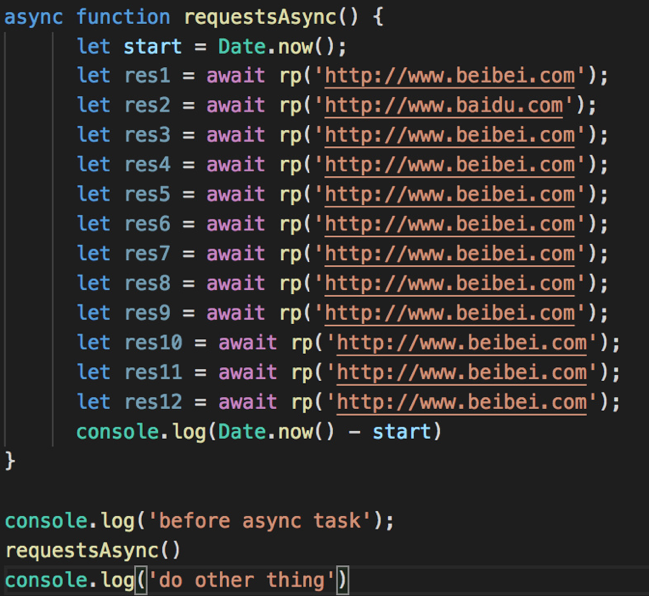 async function requestsAsync() {
let start = Date.now();
let res1 = await rp('http://www.beibei.com');
let res2 = await rp('http://www.baidu.com');
let res3 = await rp('http://www.beibei.com');
let res4 = await rp('http://www.beibei.com');
let res5 = await rp('http://www.beibei.com');
let res6 = await rp('http://www.beibei.com');
let res7 = await rp('http://www.beibei.com');
let res8 = await rp('http://www.beibei.com');
let res9 = await rp('http://www.beibei.com');
let res10 = await rp('http://www.beibei.com');
let res11 = await rp('http://www.beibei.com');
let res12 = await rp('http://www.beibei.com');
console.log(Date.now() - start)
}
console.log('before async task');
requestsAsync()
console.log('do other thing')